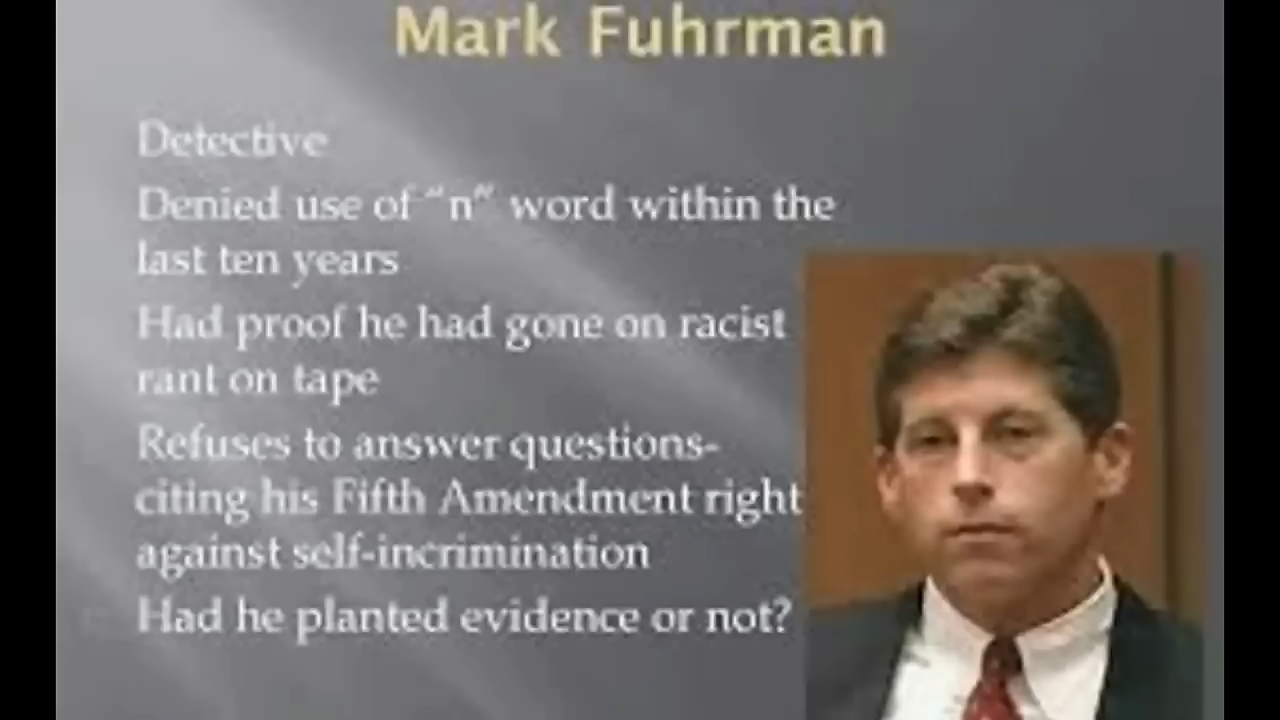 Mark Fuhrman
Detective
Denied use of “n” word within the
last ten years
Had proof he had gone on racist
rant on tape
Refuses to answer questions-
citing his Fifth Amendment right
against self-incrimination
Had he planted evidence or not?